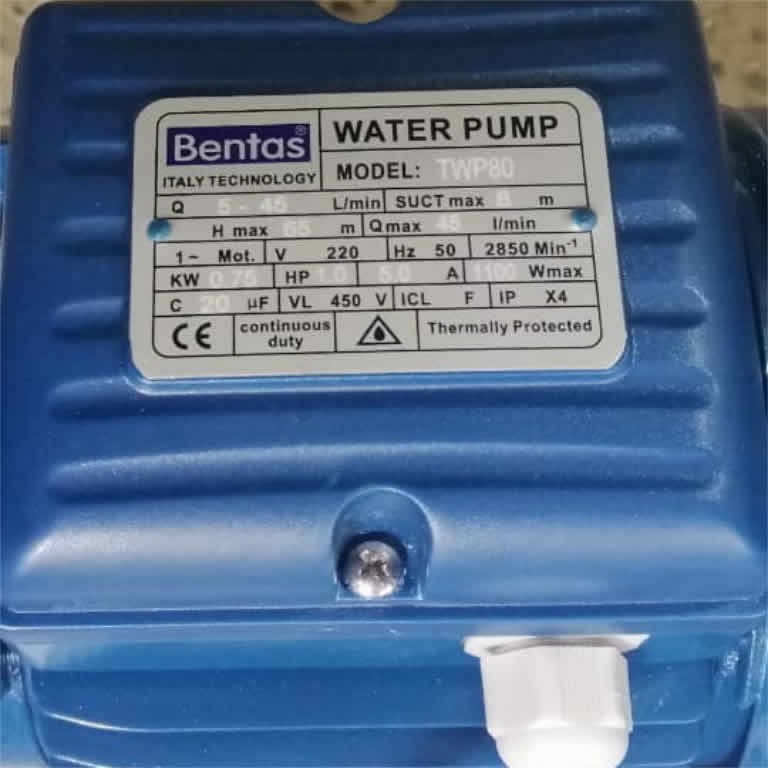 Bentas®
ITALY TECHNOLOGY
WATER PUMP
MODEL: TWP80
Q 5 - 45 L/min SUCT max 8 m
H max 65 m Qmax 45 l/min
1~ Mot. V 220 Hz 50 2850 Min⁻¹
KW 0.75 HP 1.0 5.0 A 1100 Wmax
C 20 µF VL 450 V ICL F IP X4
CE continuous duty Thermally Protected